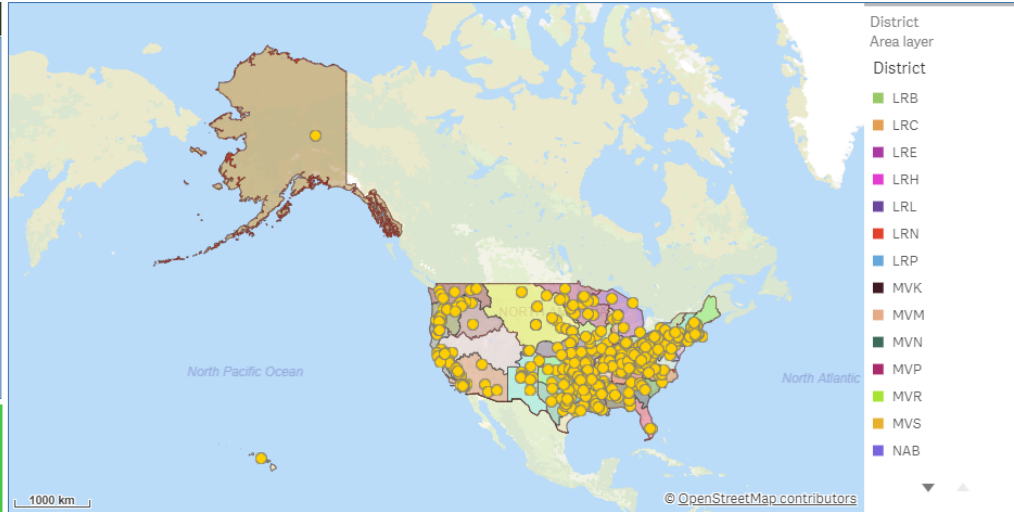 District
Area layer
District
LRB
LRC
LRE
LRH
LRL
LRN
LRP
MVK
MVM
MVN
MVP
MVR
MVS
NAB
North Pacific Ocean
North Atlantic
1000 km
© OpenStreetMap contributors